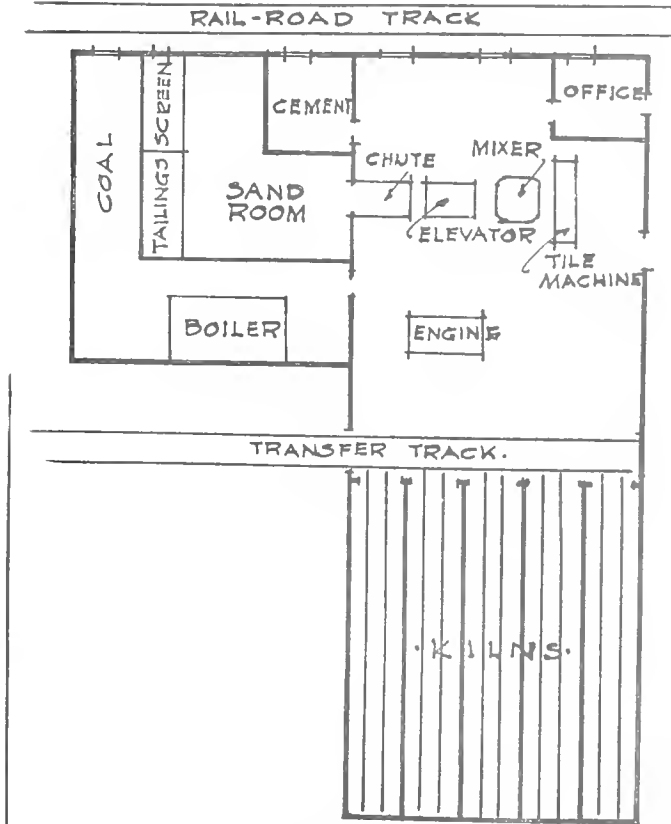 RAIL-ROAD TRACK
COAL
SCREEN
TAILINGS
CEMENT
OFFICE
CHUTE
MIXER
SAND
ROOM
ELEVATOR
TILE
MACHINE
BOILER
ENGINE
TRANSFER TRACK.
·KILNS·